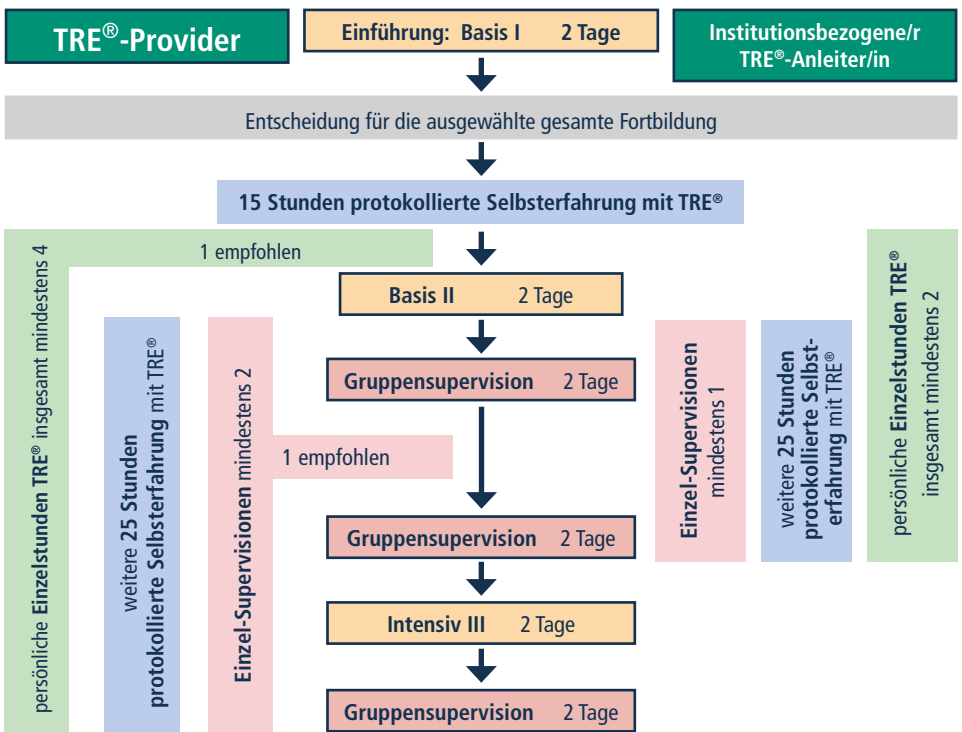 TRE®-Provider
Einführung: Basis I 2 Tage
Institutionsbezogene/r
TRE®-Anleiter/in
Entscheidung für die ausgewählte gesamte Fortbildung
15 Stunden protokollierte Selbsterfahrung mit TRE®
persönliche Einzelstunden TRE® insgesamt mindestens 4
1 empfohlen
Basis II 2 Tage
weitere 25 Stunden
protokollierte Selbsterfahrung mit TRE®
Einzel-Supervisionen mindestens 2
Gruppensupervision 2 Tage
1 empfohlen
Gruppensupervision 2 Tage
Intensiv III 2 Tage
Gruppensupervision 2 Tage
Einzel-Supervisionen
mindestens 1
weitere 25 Stunden
protokollierte Selbst-
erfahrung mit TRE®
persönliche Einzelstunden TRE®
insgesamt mindestens 2